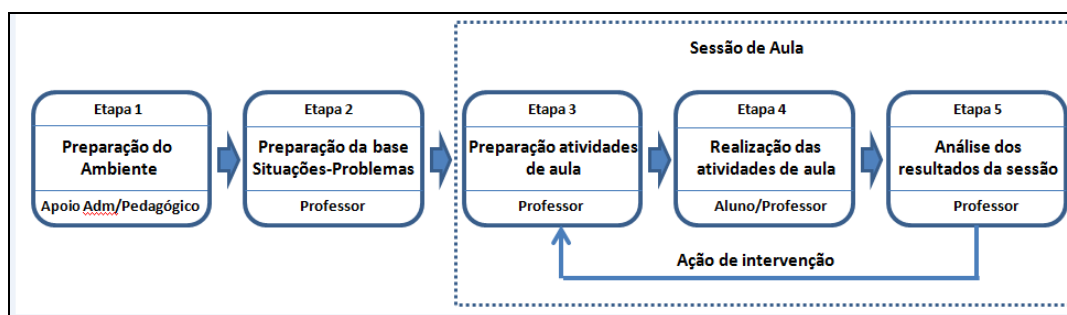 Sessão de Aula
Etapa 1
Preparação do
Ambiente
Apoio Adm/Pedagógico
Etapa 2
Preparação da base
Situações-Problemas
Professor
Etapa 3
Preparação atividades
de aula
Professor
Etapa 4
Realização das
atividades de aula
Aluno/Professor
Etapa 5
Análise dos
resultados da sessão
Professor
Ação de intervenção